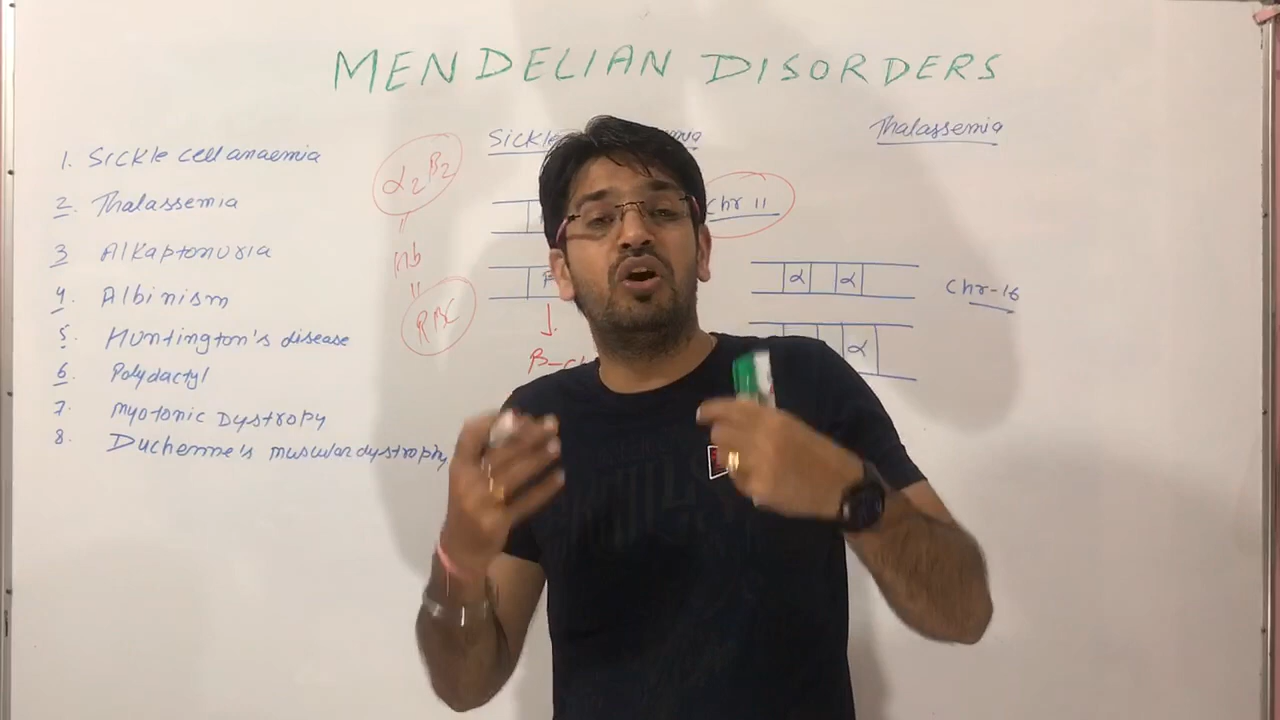 MENDELIAN DISORDERS
1. Sickle cell anaemia
2. Thalassemia
3 Alkaptonuria
4. Albinism
5. Huntington's disease
6. Polydactyl
7. Myotonic Dystropy
8. Duchenne's muscular dystrophy
α2β2
"
Hb
"
RBC
Sickle
Chr 11
β-c
Thalassemia
α α
Chr-16
α